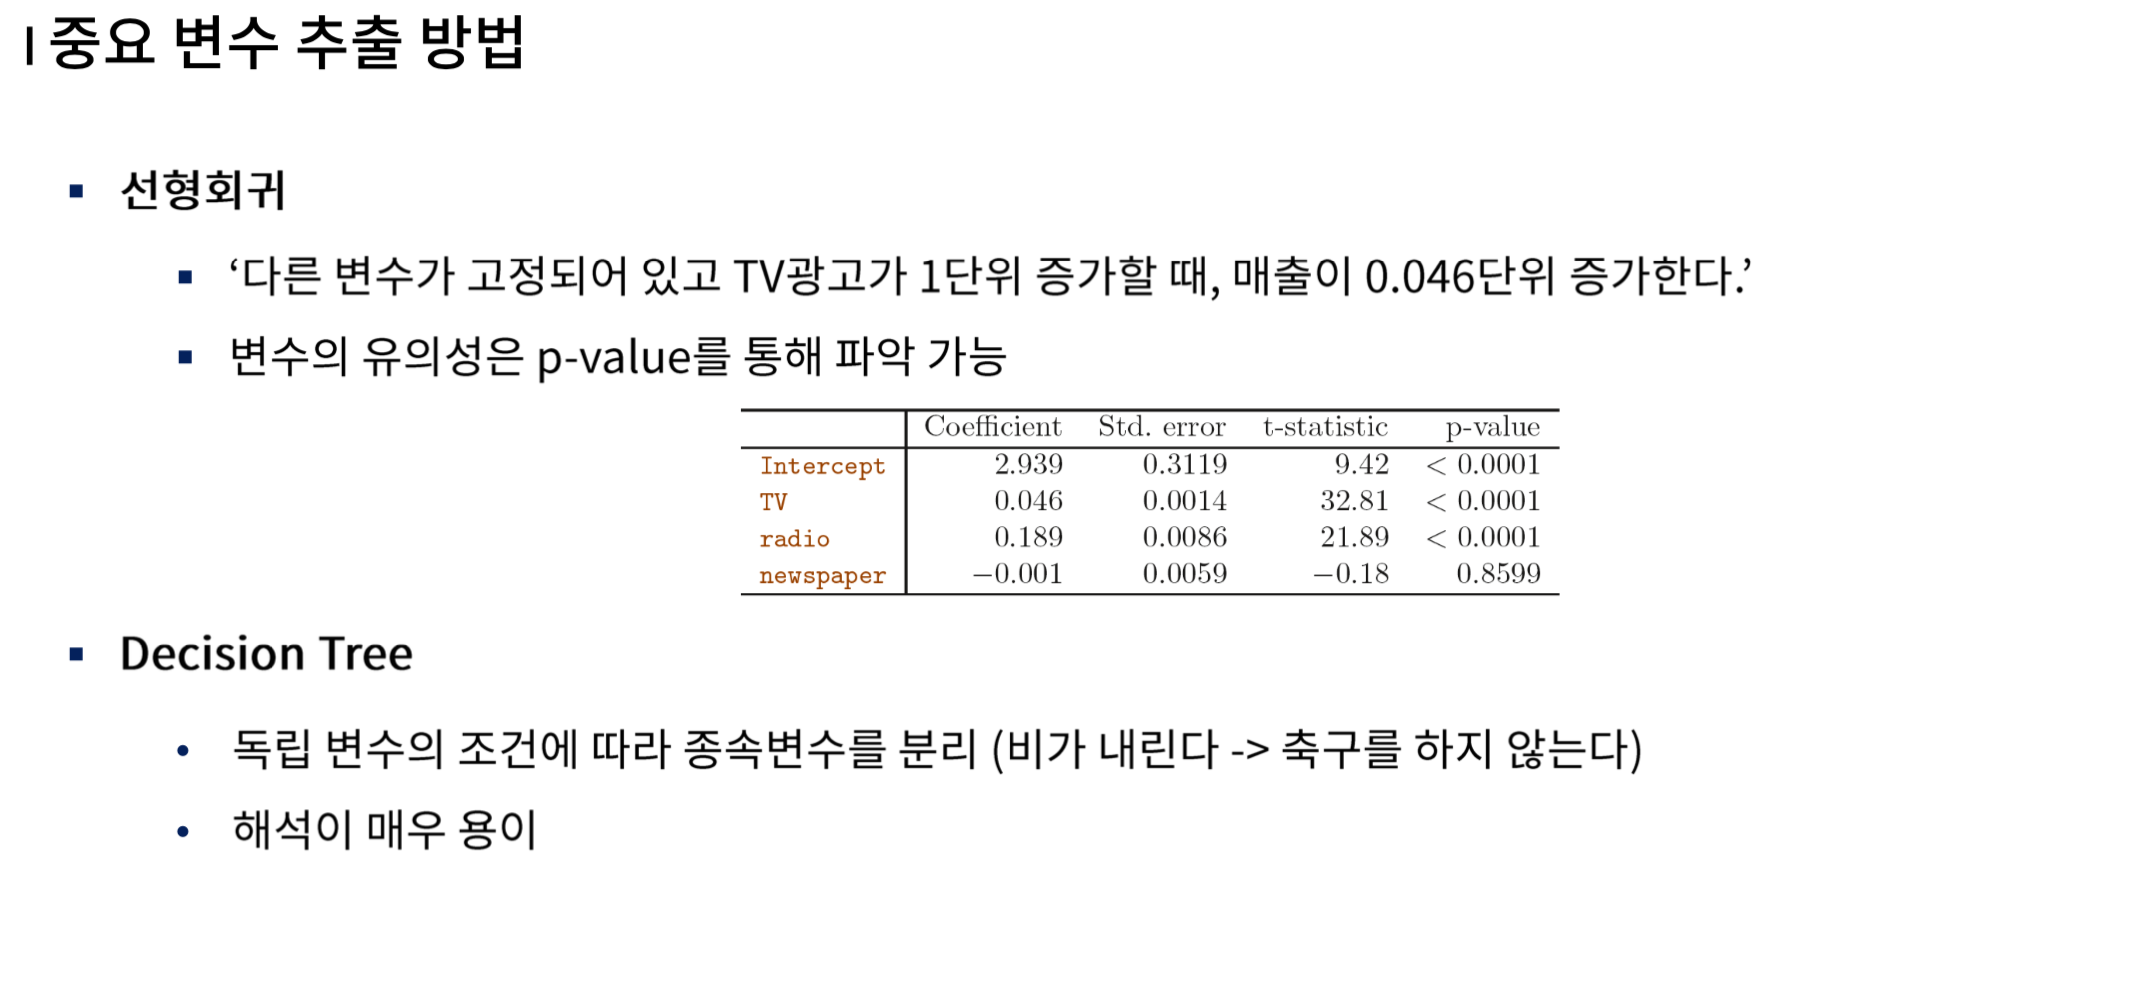 중요 변수 추출 방법
▪ 선형회귀
▪ ‘다른 변수가 고정되어 있고 TV광고가 1단위 증가할 때, 매출이 0.046단위 증가한다.’
▪ 변수의 유의성은 p-value를 통해 파악 가능
Coefficient Std. error t-statistic p-value
Intercept 2.939 0.3119 9.42 < 0.0001
TV 0.046 0.0014 32.81 < 0.0001
radio 0.189 0.0086 21.89 < 0.0001
newspaper −0.001 0.0059 −0.18 0.8599
▪ Decision Tree
• 독립 변수의 조건에 따라 종속변수를 분리 (비가 내린다 -> 축구를 하지 않는다)
• 해석이 매우 용이